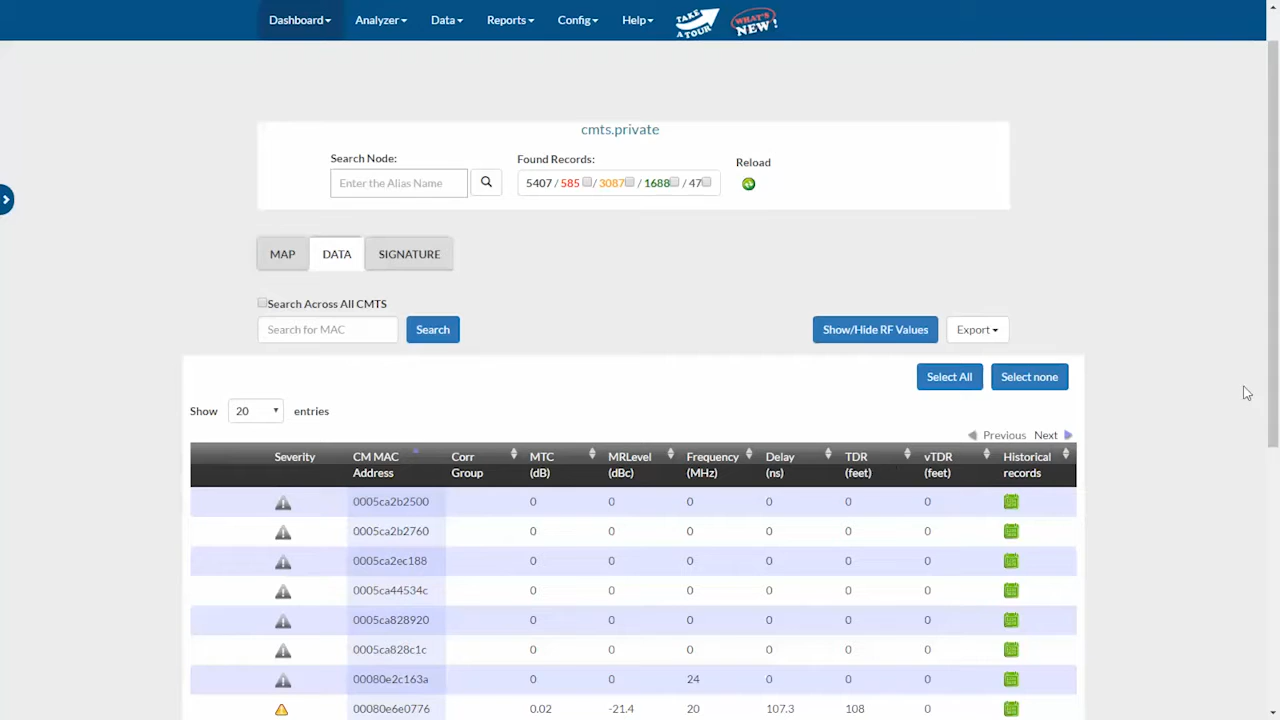 Dashboard Analyzer Data Reports Config Help TAKE A TOUR WHAT'S NEW!
cmts.private
Search Node: Found Records: Reload
Enter the Alias Name 5407 / 585 / 3087 / 1688 / 47
MAP DATA SIGNATURE
Search Across All CMTS
Search for MAC Search Show/Hide RF Values Export
Select All Select none
Show 20 entries
Previous Next
Severity CM MAC Address Corr Group MTC (dB) MRLevel (dBc) Frequency (MHz) Delay (ns) TDR (feet) vTDR (feet) Historical records
0005ca2b2500 0 0 0 0 0 0
0005ca2b2760 0 0 0 0 0 0
0005ca2ec188 0 0 0 0 0 0
0005ca44534c 0 0 0 0 0 0
0005ca828920 0 0 0 0 0 0
0005ca828c1c 0 0 0 0 0 0
00080e2c163a 0 0 24 0 0 0
00080e6e0776 0.02 -21.4 20 107.3 108 0